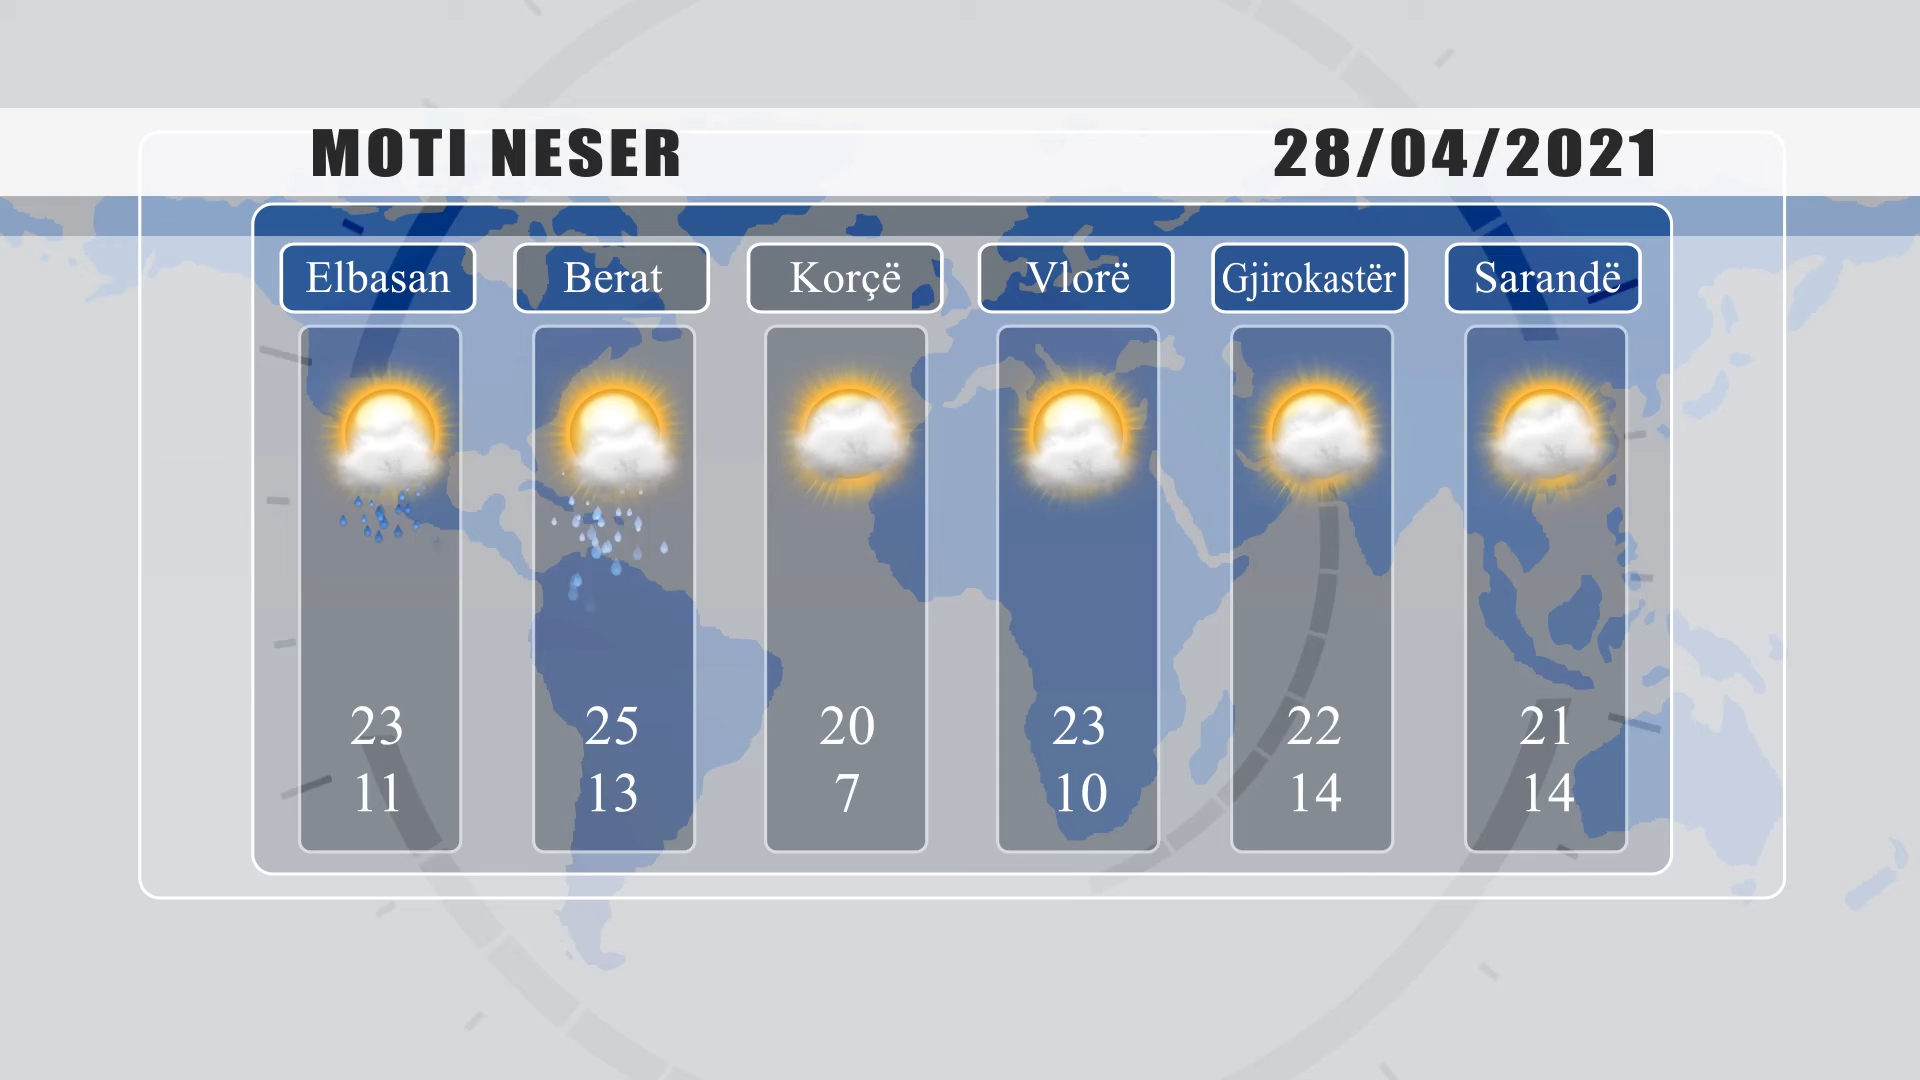 MOTI NESER 28/04/2021
Elbasan Berat Korçë Vlorë Gjirokastër Sarandë
23 25 20 23 22 21
11 13 7 10 14 14